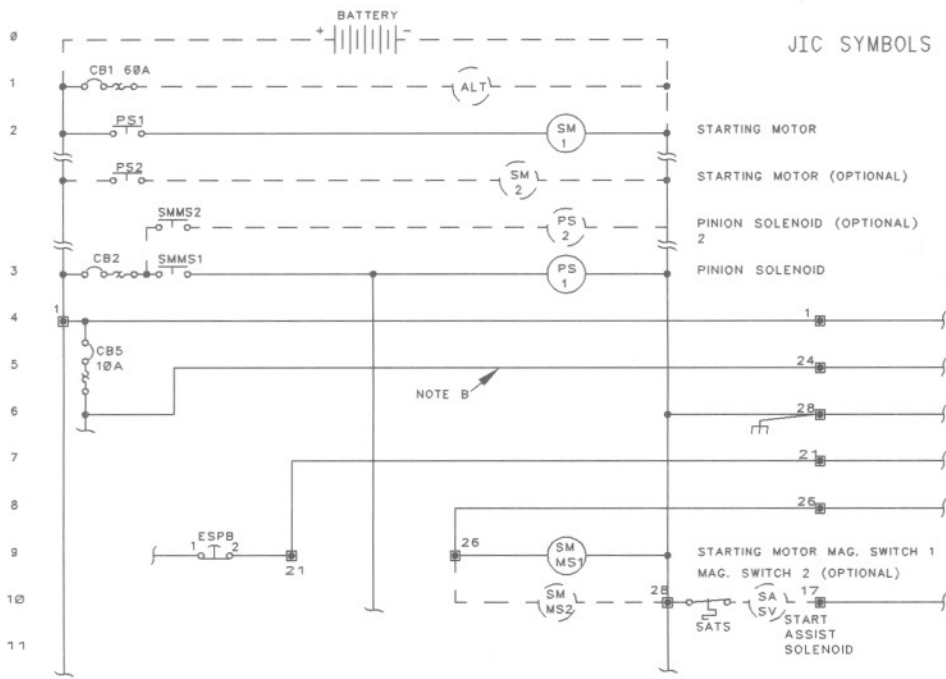 BATTERY
+ -
Ø
JIC SYMBOLS
CB1 6ØA
1
ALT
PS1
2
SM
1
STARTING MOTOR
PS2
SM
2
STARTING MOTOR (OPTIONAL)
SMMS2
PS
2
PINION SOLENOID (OPTIONAL)
2
CB2
SMMS1
3
PS
1
PINION SOLENOID
1
4
1
CB5
1ØA
5
24
NOTE B
6
28
7
21
8
26
ESPB
1 2
9
21
26
SM
MS1
STARTING MOTOR MAG. SWITCH 1
MAG. SWITCH 2 (OPTIONAL)
1Ø
SM
MS2
28
SATS
SA
SV
17
START
ASSIST
SOLENOID
11